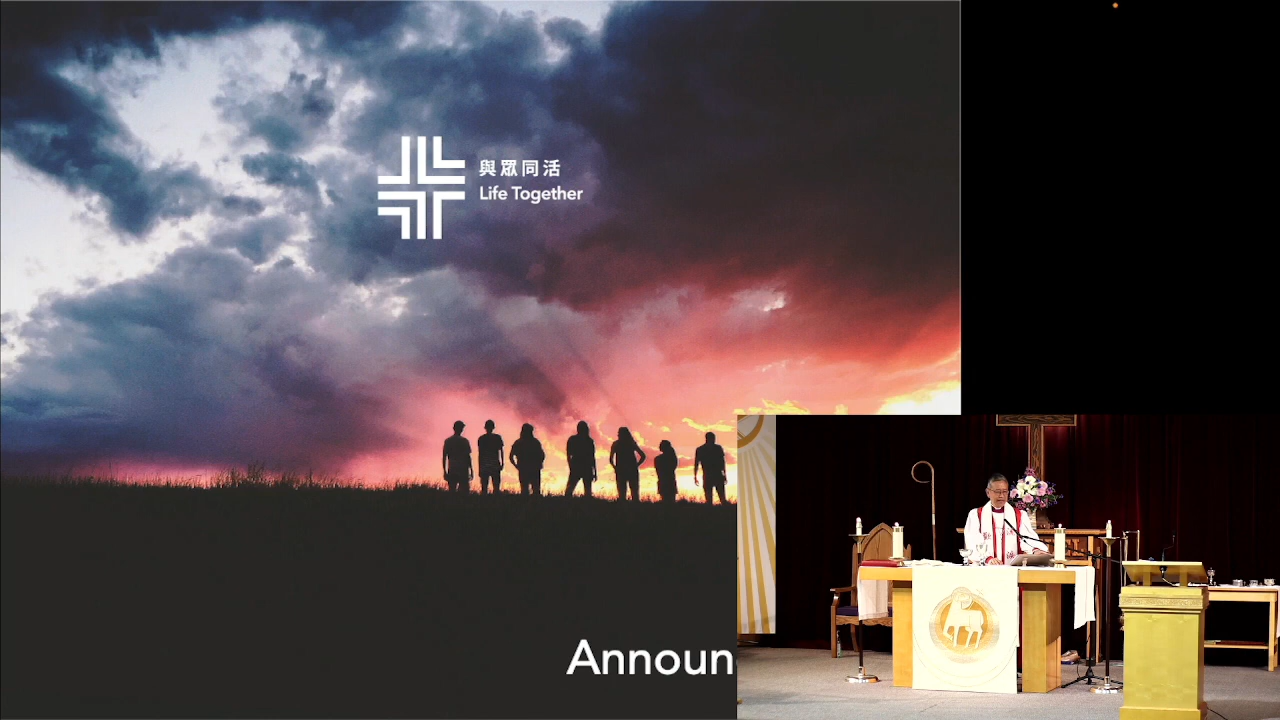 與眾同活
Life Together
Announ